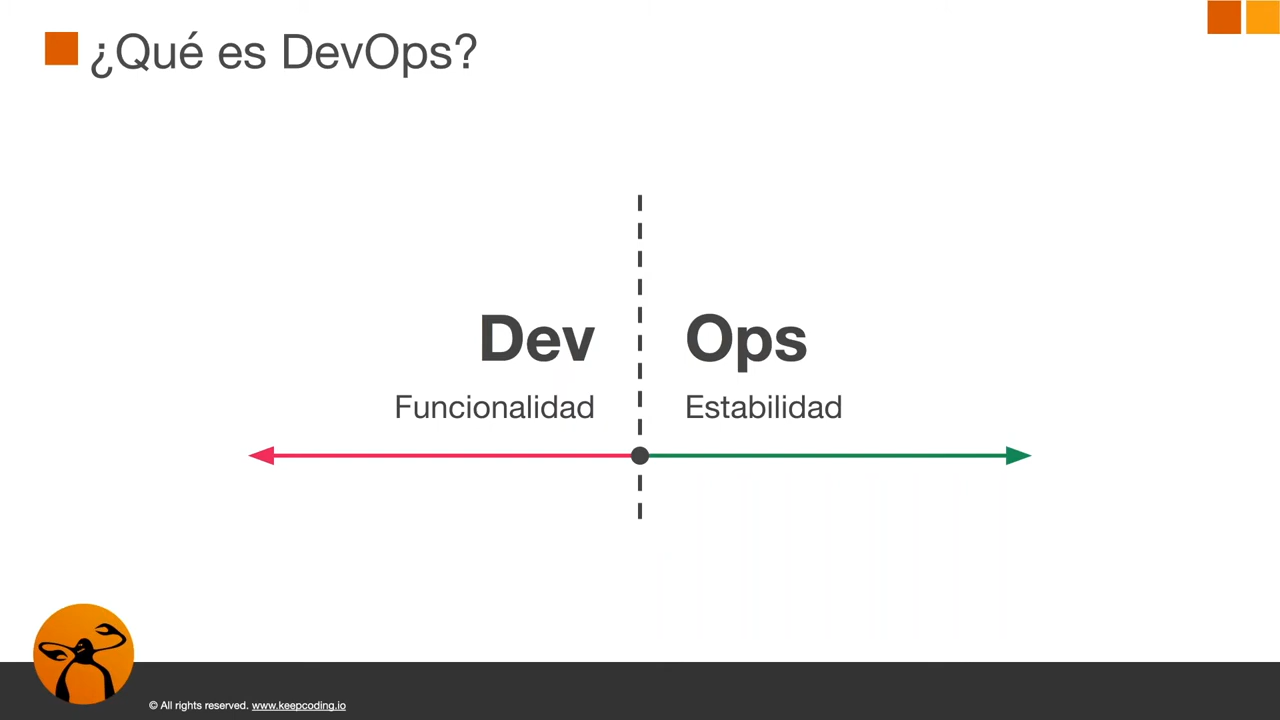 ¿Qué es DevOps?
Dev Ops
Funcionalidad Estabilidad
© All rights reserved. www.keepcoding.io